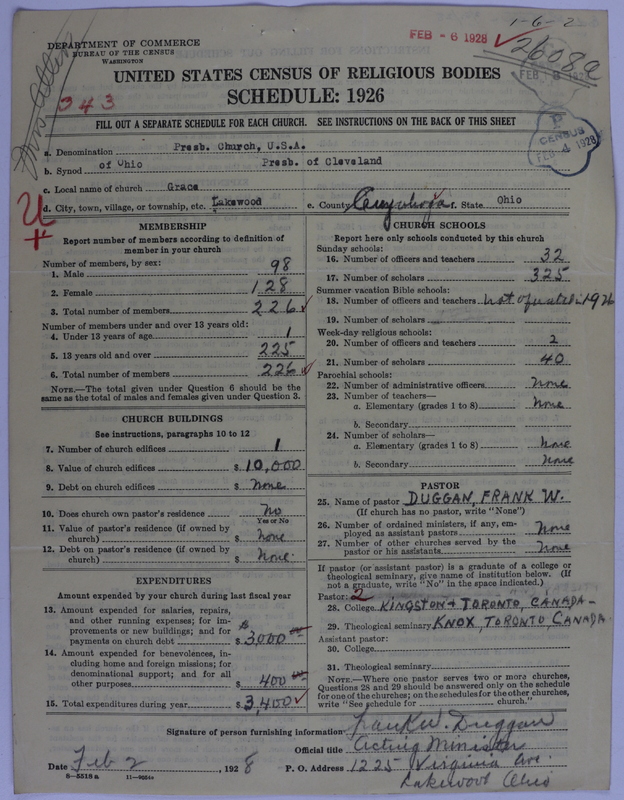 1-6-2
DEPARTMENT OF COMMERCE
BUREAU OF THE CENSUS
WASHINGTON
FEB - 6 1928
2608a
FEB 1928
343
UNITED STATES CENSUS OF RELIGIOUS BODIES
SCHEDULE: 1926
FILL OUT A SEPARATE SCHEDULE FOR EACH CHURCH. SEE INSTRUCTIONS ON THE BACK OF THIS SHEET
CENSUS
FEB 4 1928
a. Denomination Presb. Church, U.S.A.
b. Synod of Ohio Presb. of Cleveland
c. Local name of church Grace
d. City, town, village, or township, etc. Lakewood e. County Cuyahoga f. State Ohio
U
MEMBERSHIP
Report number of members according to definition of
member in your church
Number of members, by sex:
1. Male 98
2. Female 128
3. Total number of members 226
Number of members under and over 13 years old:
4. Under 13 years of age 1
5. 13 years old and over 225
6. Total number of members 226
NOTE.—The total given under Question 6 should be the
same as the total of males and females given under Question 3.
CHURCH BUILDINGS
See instructions, paragraphs 10 to 12
7. Number of church edifices 1
8. Value of church edifices $ 10,000
9. Debt on church edifices $ None
10. Does church own pastor's residence? No
Yes or No
11. Value of pastor's residence (if owned by
church) $ None
12. Debt on pastor's residence (if owned by
church) $ None.
EXPENDITURES
Amount expended by your church during last fiscal year
13. Amount expended for salaries, repairs,
and other running expenses; for im-
provements or new buildings; and for
payments on church debt $ 3,000
14. Amount expended for benevolences, in-
cluding home and foreign missions; for
denominational support; and for all
other purposes $ 400
15. Total expenditures during year $ 3,400
CHURCH SCHOOLS
Report here only schools conducted by this church
Sunday schools:
16. Number of officers and teachers 32
17. Number of scholars 325
Summer vacation Bible schools:
18. Number of officers and teachers not operated in 1926
19. Number of scholars
Week-day religious schools:
20. Number of officers and teachers 2
21. Number of scholars 40
Parochial schools:
22. Number of administrative officers None
23. Number of teachers—
a. Elementary (grades 1 to 8) None
b. Secondary
24. Number of scholars—
a. Elementary (grades 1 to 8) None
b. Secondary None
PASTOR
25. Name of pastor DUGGAN, FRANK W.
(If church has no pastor, write "None")
26. Number of ordained ministers, if any, em-
ployed as assistant pastors None
27. Number of other churches served by the
pastor or his assistants None
If pastor (or assistant pastor) is a graduate of a college or
theological seminary, give name of institution below. (If
not a graduate, write "No" in the space indicated.)
Pastor: 2
28. College KINGSTON & TORONTO, CANADA-
29. Theological seminary KNOX, TORONTO CANADA.
Assistant pastor:
30. College
31. Theological seminary
NOTE.—Where one pastor serves two or more churches,
Questions 28 and 29 should be answered only on the schedule
for one of the churches; on the schedules for the other churches,
write "See schedule for church."
Signature of person furnishing information Frank W. Duggan
Official title Acting Minister
Date Feb 2, 1928 P. O. Address 1225 Virginia Ave.
Lakewood Ohio
8-5518a